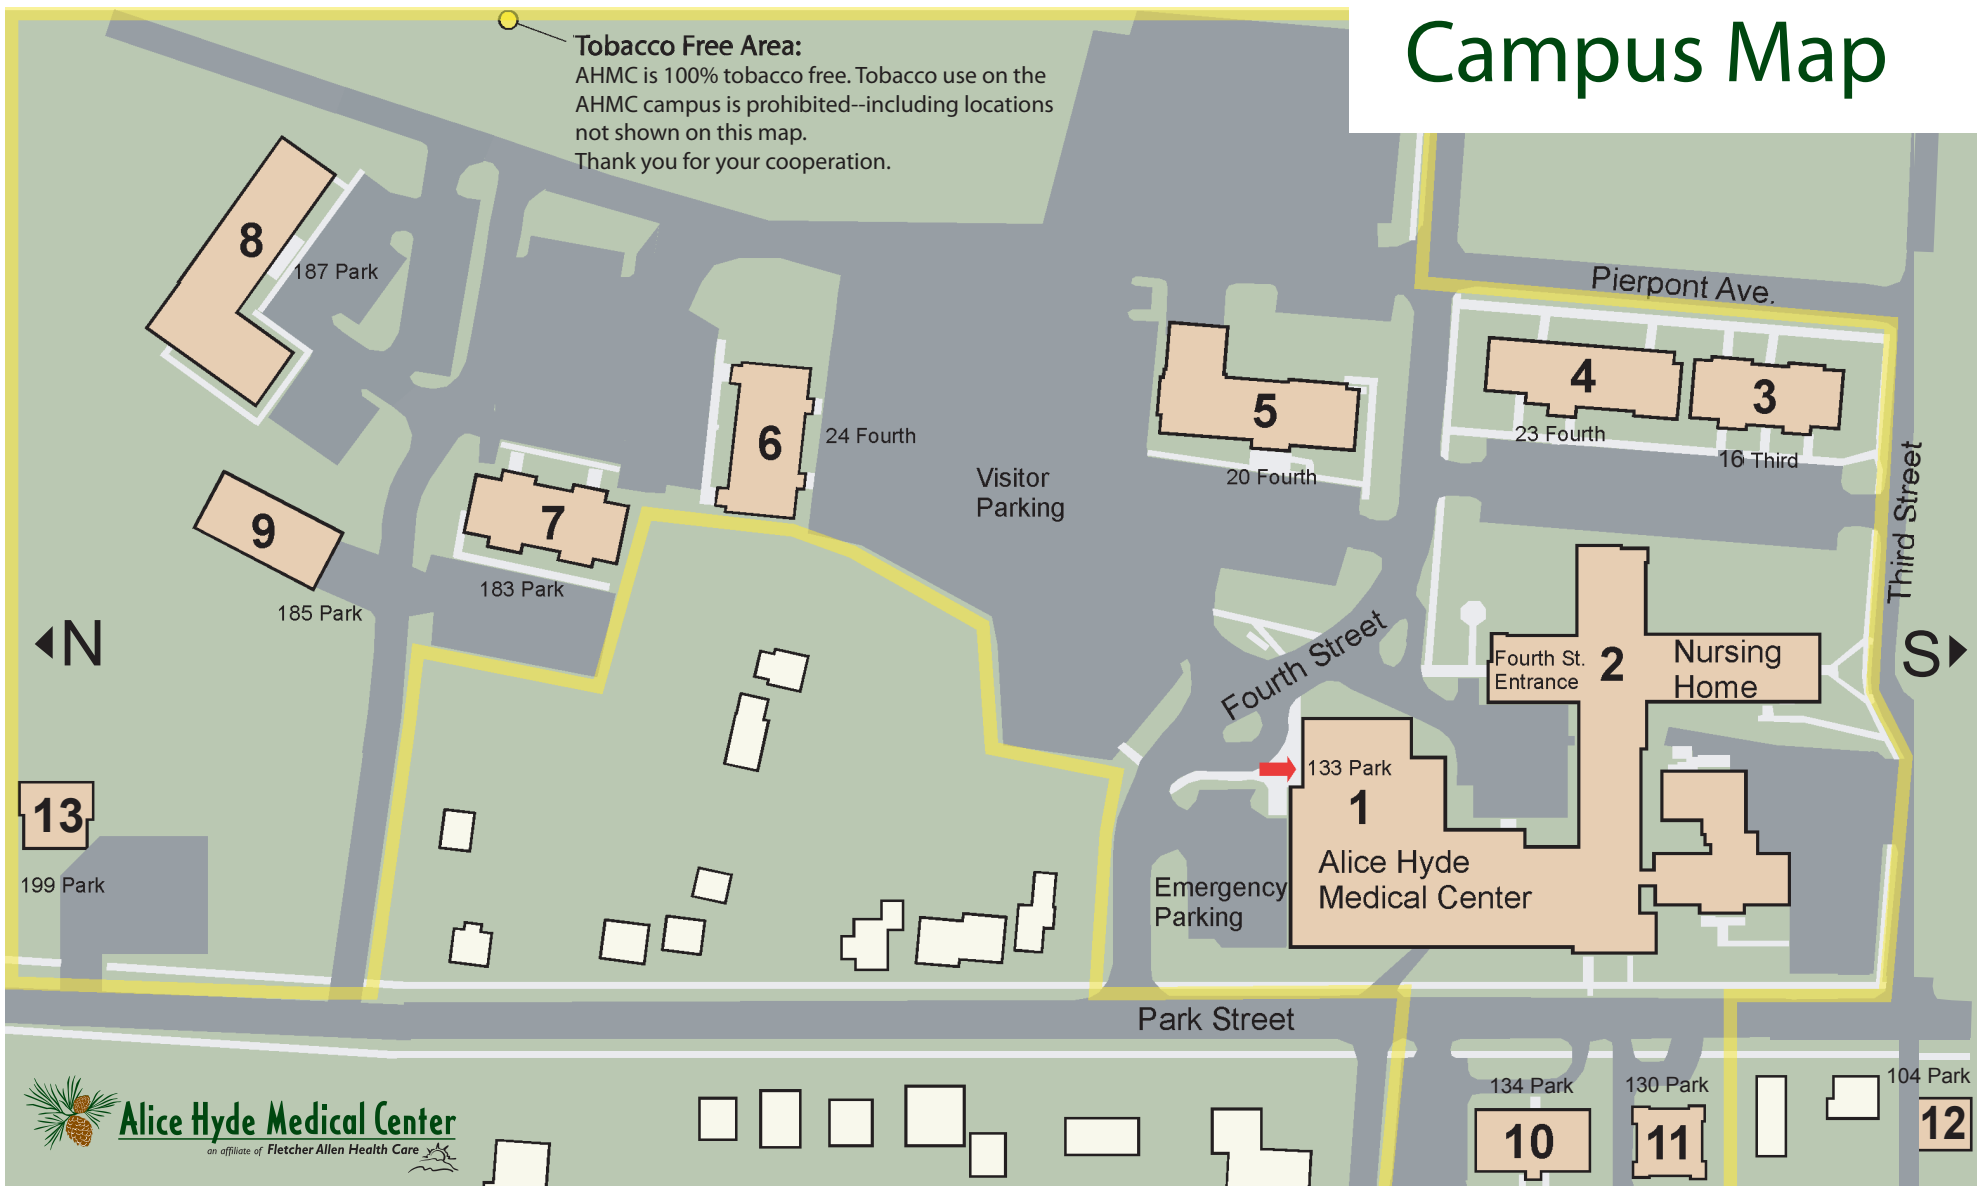 Campus Map
Tobacco Free Area:
AHMC is 100% tobacco free. Tobacco use on the
AHMC campus is prohibited--including locations
not shown on this map.
Thank you for your cooperation.
8
187 Park
Pierpont Ave.
4
3
5
6
24 Fourth
23 Fourth
16 Third
20 Fourth
Visitor
Parking
Third Street
9
7
183 Park
185 Park
N
S
Fourth Street
Fourth St.
Entrance
2
Nursing
Home
133 Park
1
Alice Hyde
Medical Center
13
199 Park
Emergency
Parking
Park Street
134 Park
130 Park
104 Park
10
11
12
Alice Hyde Medical Center
an affiliate of Fletcher Allen Health Care